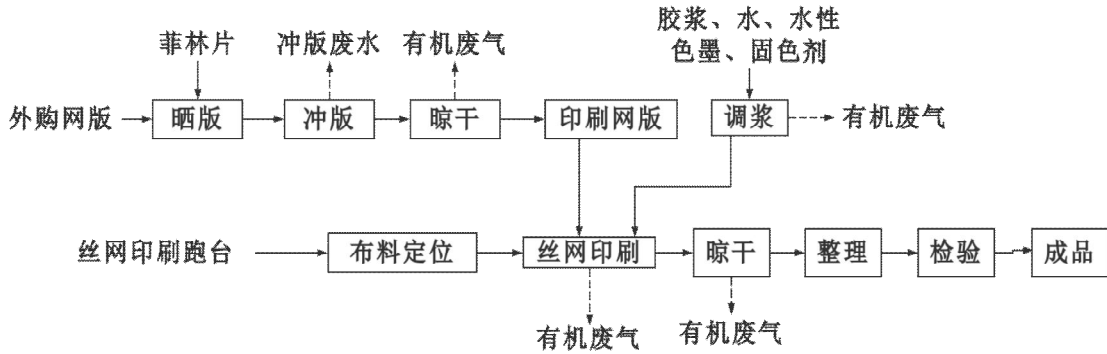 胶浆、水、水性
色墨、固色剂
菲林片
冲版废水
有机废气
外购网版
晒版
冲版
晾干
印刷网版
调浆
有机废气
丝网印刷跑台
布料定位
丝网印刷
晾干
整理
检验
成品
有机废气
有机废气